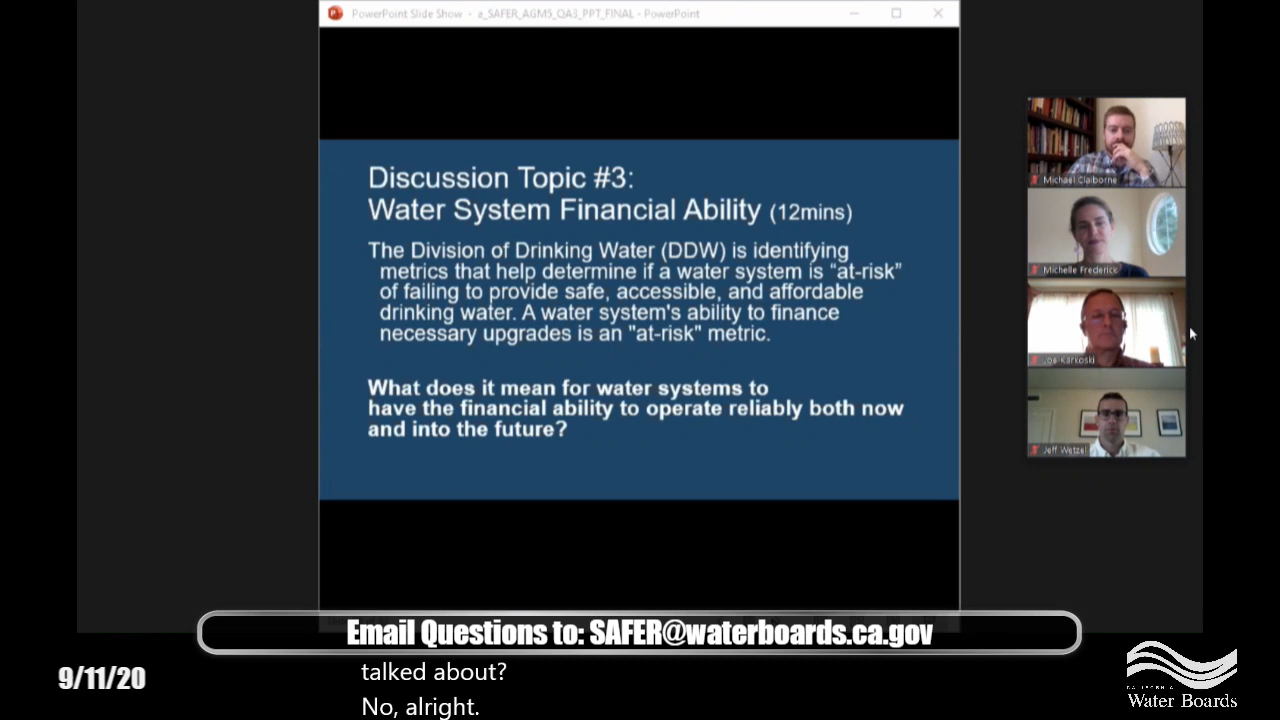 PowerPoint Slide Show - a_SAFER_AGM5_QA3_PPT_FINAL - PowerPoint
Discussion Topic #3:
Water System Financial Ability (12mins)
The Division of Drinking Water (DDW) is identifying
metrics that help determine if a water system is “at-risk”
of failing to provide safe, accessible, and affordable
drinking water. A water system's ability to finance
necessary upgrades is an "at-risk" metric.
What does it mean for water systems to
have the financial ability to operate reliably both now
and into the future?
Michael Claiborne
Michelle Frederick
Joe Karkoski
Jeff Wetzel
Email Questions to: SAFER@waterboards.ca.gov
talked about?
No, alright.
9/11/20
CALIFORNIA
Water Boards